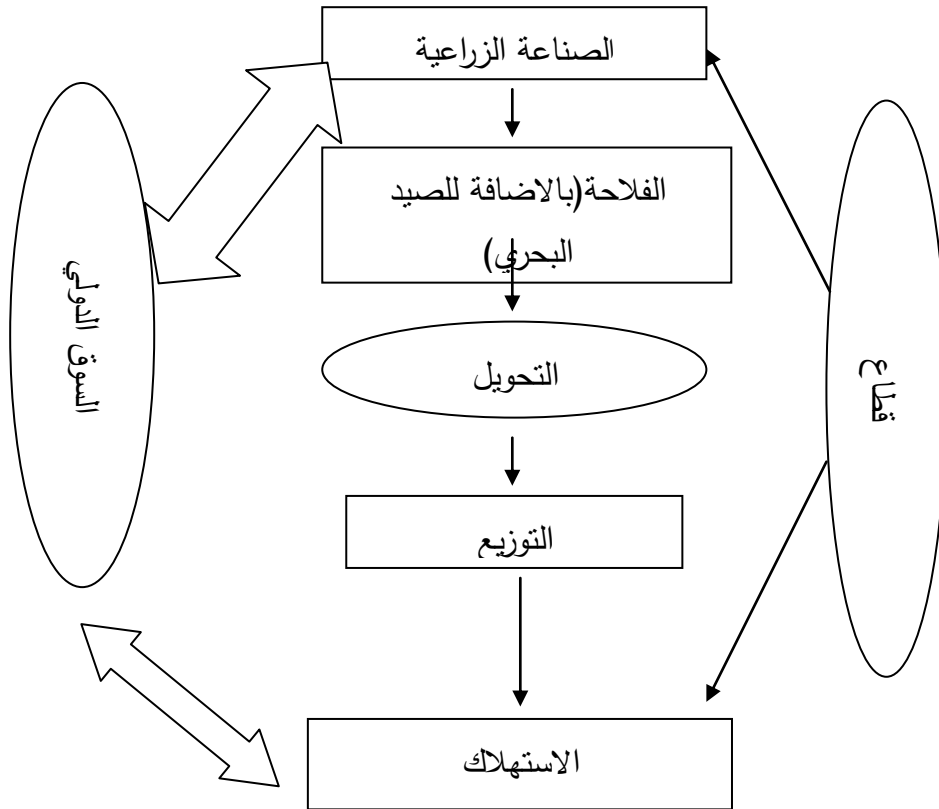 الصناعة الزراعية
الفلاحة(بالاضافة للصيد
البحري)
التحويل
التوزيع
الاستهلاك
السوق الدولي
قطاع